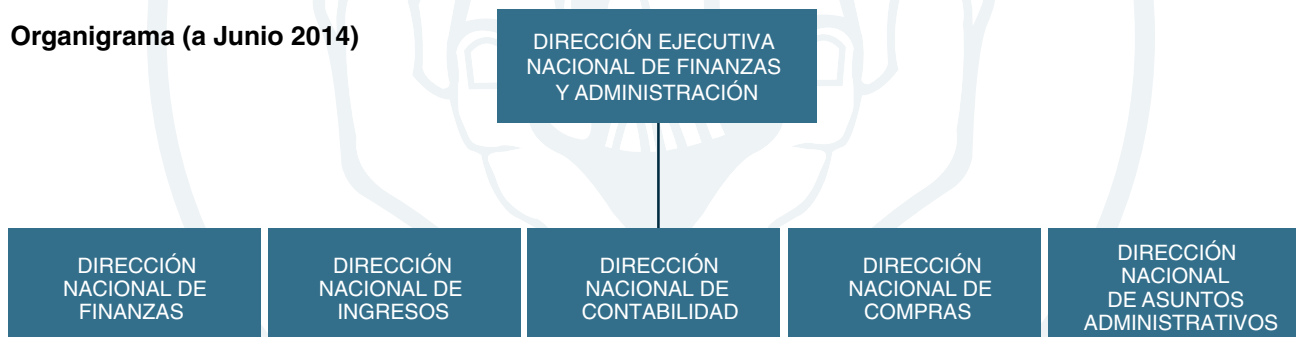 Organigrama (a Junio 2014)
DIRECCIÓN EJECUTIVA
NACIONAL DE FINANZAS
Y ADMINISTRACIÓN
DIRECCIÓN
NACIONAL DE
FINANZAS
DIRECCIÓN
NACIONAL DE
INGRESOS
DIRECCIÓN
NACIONAL DE
CONTABILIDAD
DIRECCIÓN
NACIONAL DE
COMPRAS
DIRECCIÓN
NACIONAL
DE ASUNTOS
ADMINISTRATIVOS